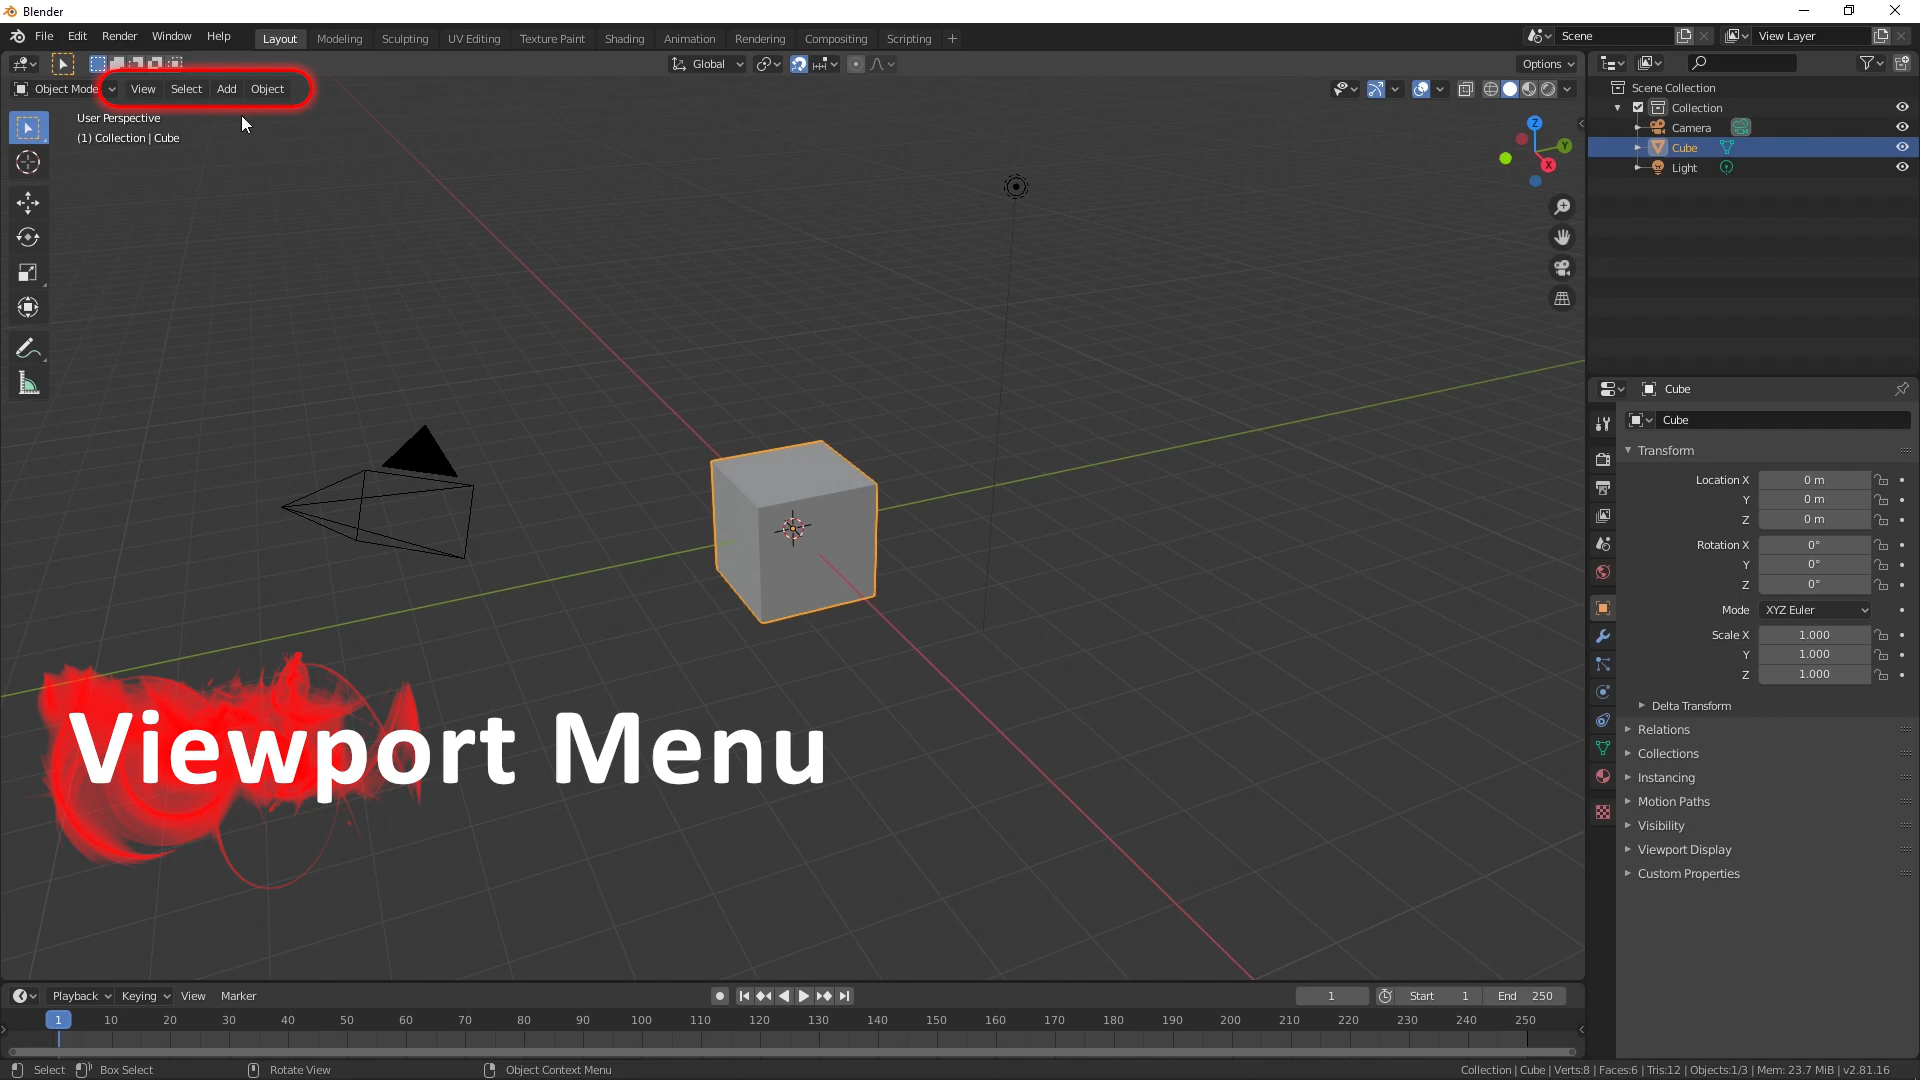 Blender
File Edit Render Window Help Layout Modeling Sculpting UV Editing Texture Paint Shading Animation Rendering Compositing Scripting + Scene View Layer
Global Options
Object Mode View Select Add Object
User Perspective
(1) Collection | Cube
Z
Y
X
Scene Collection
Collection
Camera
Cube
Light
Cube
Cube
Transform
Location X 0 m
Y 0 m
Z 0 m
Rotation X 0°
Y 0°
Z 0°
Mode XYZ Euler
Scale X 1.000
Y 1.000
Z 1.000
Delta Transform
Relations
Collections
Instancing
Motion Paths
Visibility
Viewport Display
Custom Properties
Viewport Menu
Playback Keying View Marker 1 Start 1 End 250
1 10 20 30 40 50 60 70 80 90 100 110 120 130 140 150 160 170 180 190 200 210 220 230 240 250
Select Box Select Rotate View Object Context Menu Collection | Cube | Verts:8 | Faces:6 | Tris:12 | Objects:1/3 | Mem: 23.7 MiB | v2.81.16